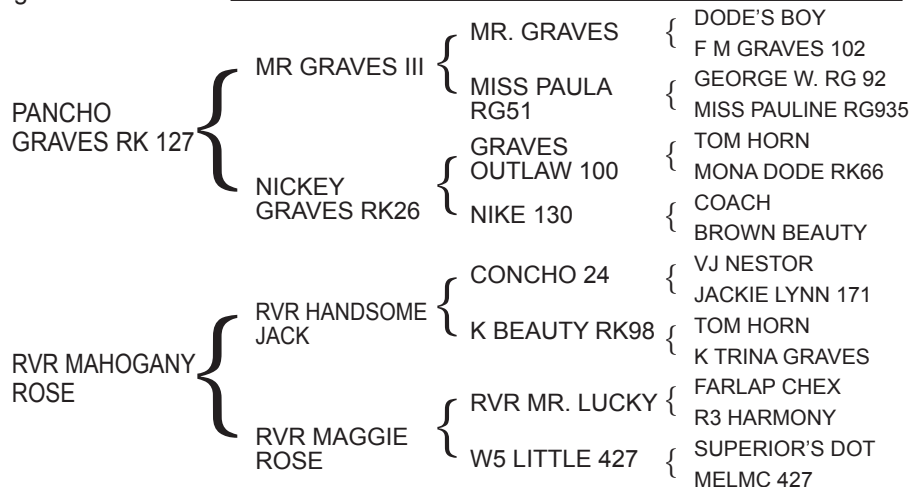 PANCHO
GRAVES RK 127
MR GRAVES III
MR. GRAVES
DODE'S BOY
F M GRAVES 102
MISS PAULA
RG51
GEORGE W. RG 92
MISS PAULINE RG935
NICKEY
GRAVES RK26
GRAVES
OUTLAW 100
TOM HORN
MONA DODE RK66
NIKE 130
COACH
BROWN BEAUTY
RVR MAHOGANY
ROSE
RVR HANDSOME
JACK
CONCHO 24
VJ NESTOR
JACKIE LYNN 171
K BEAUTY RK98
TOM HORN
K TRINA GRAVES
RVR MAGGIE
ROSE
RVR MR. LUCKY
FARLAP CHEX
R3 HARMONY
W5 LITTLE 427
SUPERIOR'S DOT
MELMC 427